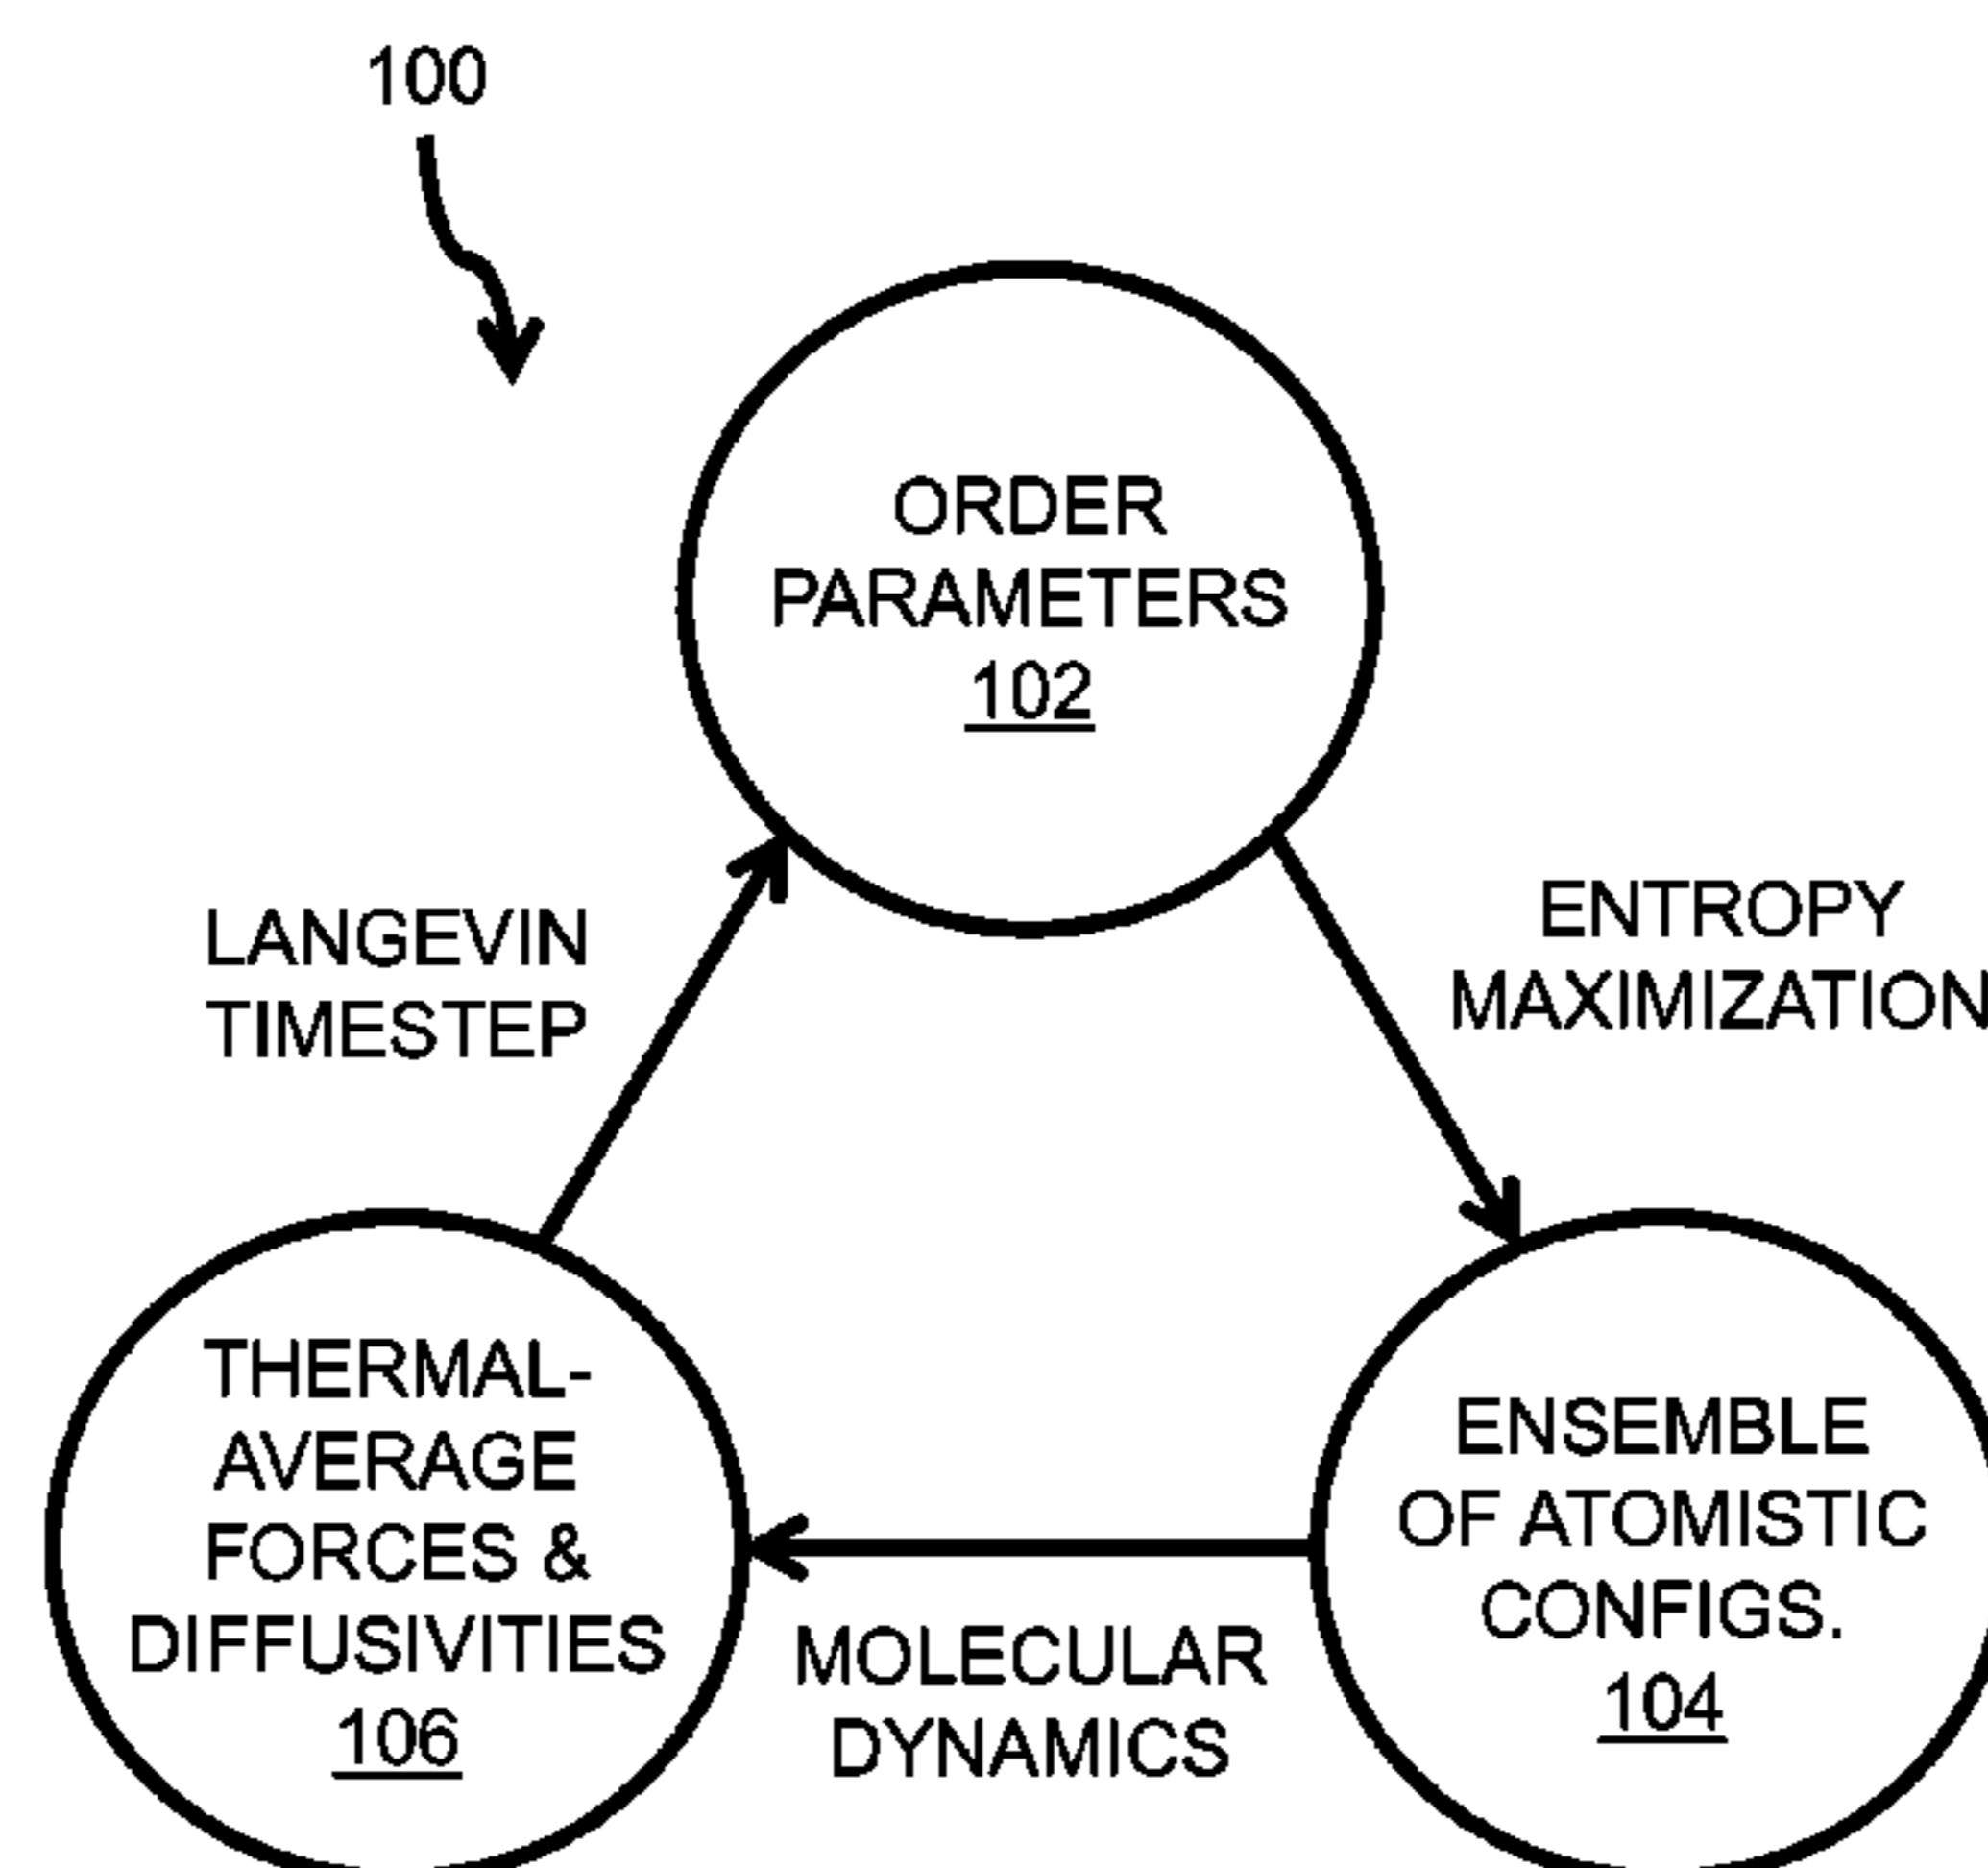 100
ORDER
PARAMETERS
102
LANGEVIN
TIMESTEP
ENTROPY
MAXIMIZATION
THERMAL-
AVERAGE
FORCES &
DIFFUSIVITIES
106
MOLECULAR
DYNAMICS
ENSEMBLE
OF ATOMISTIC
CONFIGS.
104